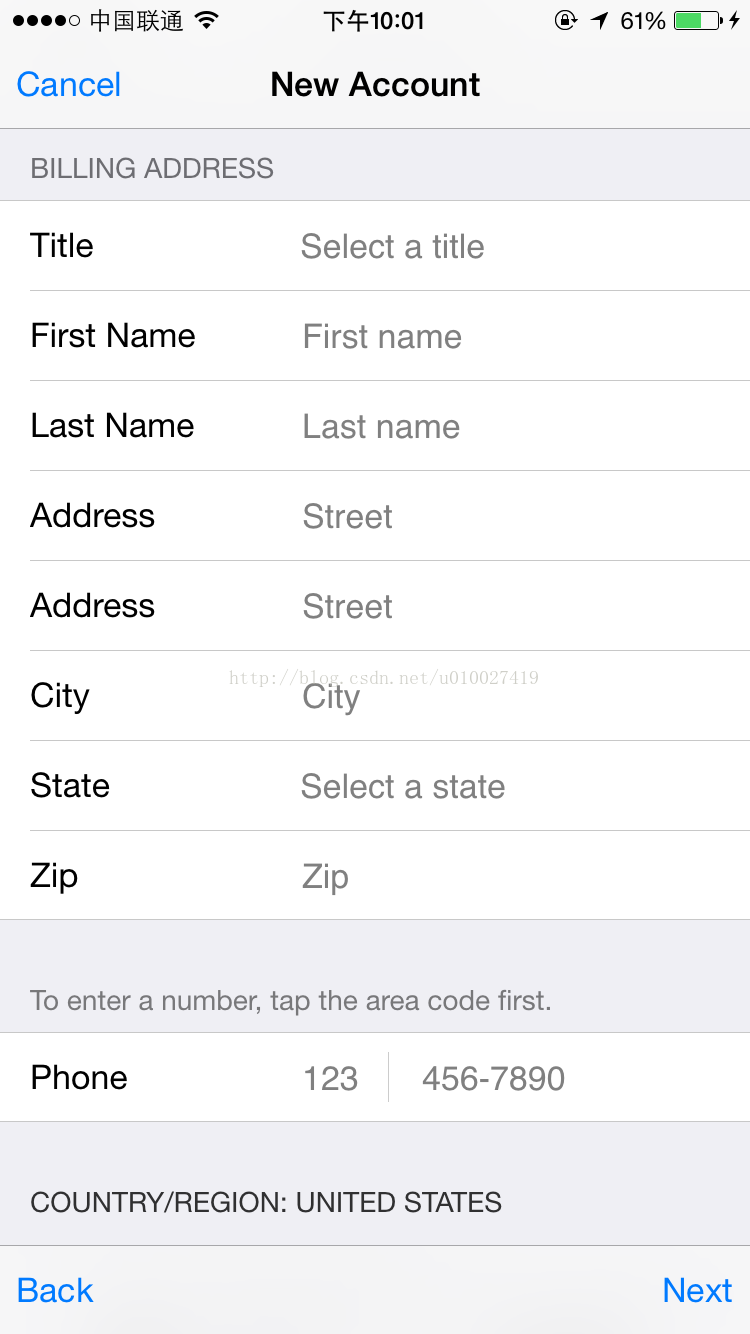 中国联通 下午10:01 61%
Cancel New Account
BILLING ADDRESS
Title Select a title
First Name First name
Last Name Last name
Address Street
Address Street
http://blog.csdn.net/u010027419
City City
State Select a state
Zip Zip
To enter a number, tap the area code first.
Phone 123 456-7890
COUNTRY/REGION: UNITED STATES
Back Next